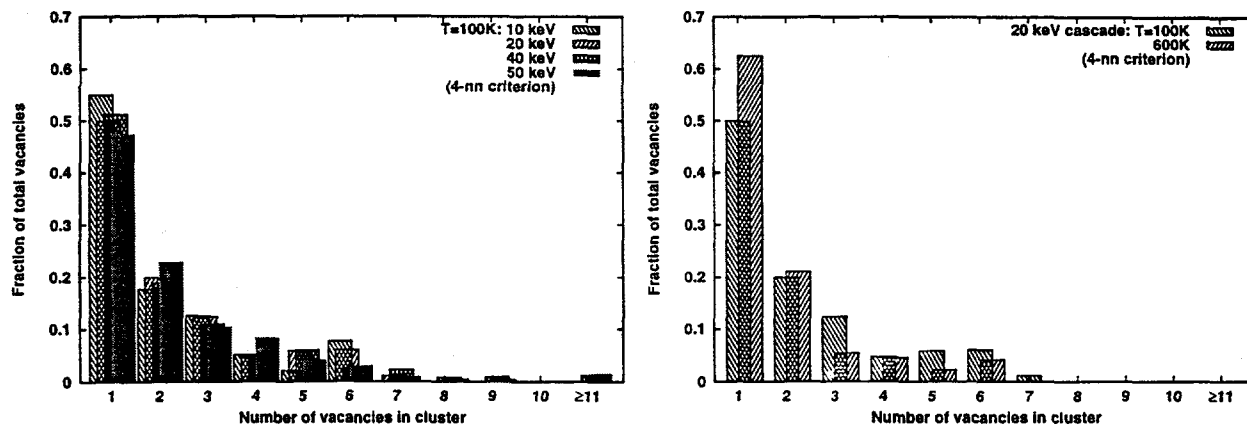 T=100K: 10 keV
20 keV
40 keV
50 keV
(4-nn criterion)
Fraction of total vacancies
0.7
0.6
0.5
0.4
0.3
0.2
0.1
0
1 2 3 4 5 6 7 8 9 10 ≥11
Number of vacancies in cluster
20 keV cascade: T=100K
600K
(4-nn criterion)
Fraction of total vacancies
0.7
0.6
0.5
0.4
0.3
0.2
0.1
0
1 2 3 4 5 6 7 8 9 10 ≥11
Number of vacancies in cluster